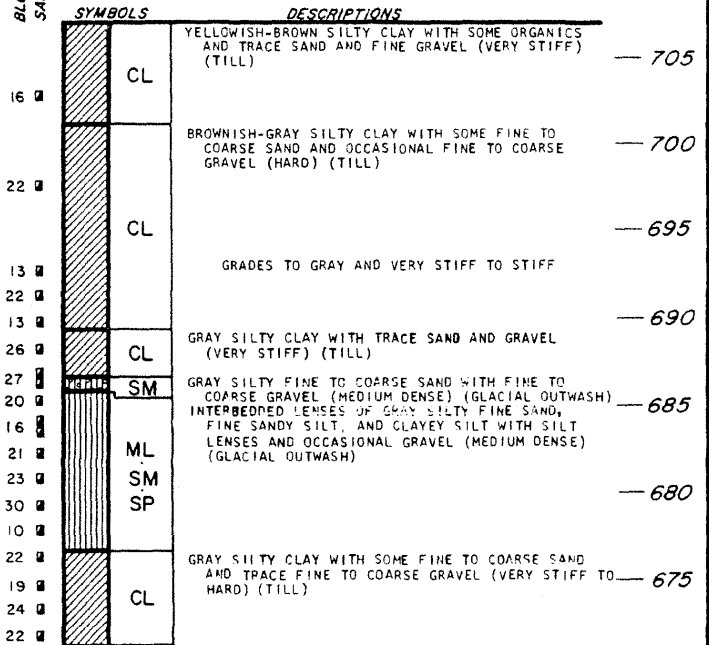 BLO
SA
SYMBOLS DESCRIPTIONS
YELLOWISH-BROWN SILTY CLAY WITH SOME ORGANICS
AND TRACE SAND AND FINE GRAVEL (VERY STIFF)
(TILL)
— 705
CL
16
BROWNISH-GRAY SILTY CLAY WITH SOME FINE TO
COARSE SAND AND OCCASIONAL FINE TO COARSE
GRAVEL (HARD) (TILL)
— 700
22
CL
— 695
GRADES TO GRAY AND VERY STIFF TO STIFF
13
22
13
— 690
GRAY SILTY CLAY WITH TRACE SAND AND GRAVEL
(VERY STIFF) (TILL)
26
CL
27
SM
GRAY SILTY FINE TO COARSE SAND WITH FINE TO
COARSE GRAVEL (MEDIUM DENSE) (GLACIAL OUTWASH)
— 685
20
INTERBEDDED LENSES OF GRAY SILTY FINE SAND,
FINE SANDY SILT, AND CLAYEY SILT WITH SILT
LENSES AND OCCASIONAL GRAVEL (MEDIUM DENSE)
(GLACIAL OUTWASH)
16
21
ML
23
SM
— 680
30
SP
10
22
GRAY SILTY CLAY WITH SOME FINE TO COARSE SAND
AND TRACE FINE TO COARSE GRAVEL (VERY STIFF TO
HARD) (TILL)
— 675
19
CL
24
22